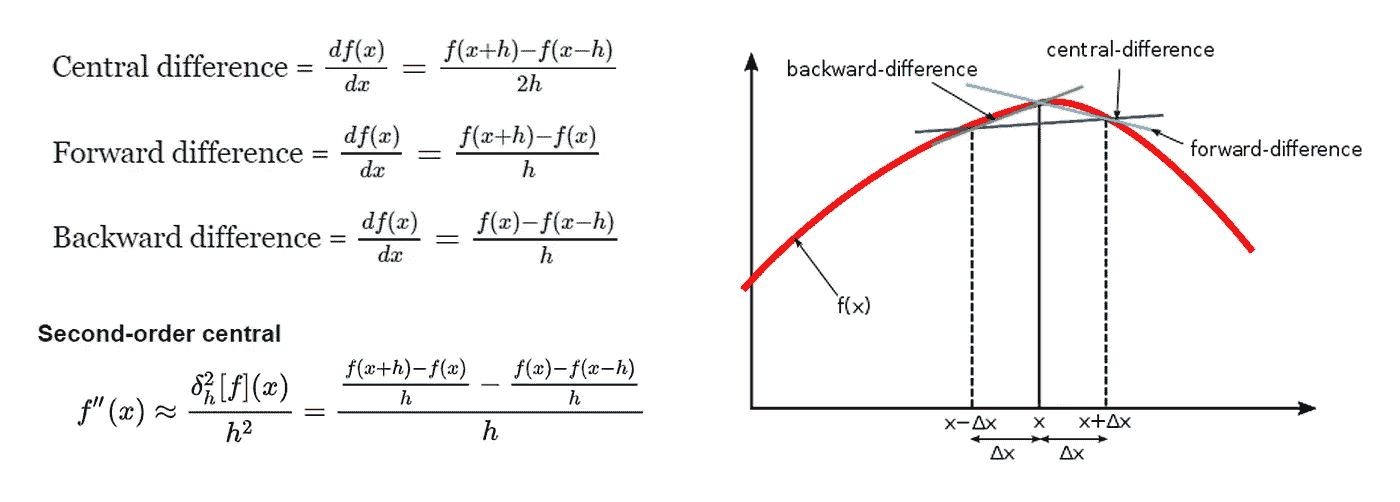 Central difference = \frac{df(x)}{dx} = \frac{f(x+h)-f(x-h)}{2h}
Forward difference = \frac{df(x)}{dx} = \frac{f(x+h)-f(x)}{h}
Backward difference = \frac{df(x)}{dx} = \frac{f(x)-f(x-h)}{h}
Second-order central
f''(x) \approx \frac{\delta_h^2[f](x)}{h^2} = \frac{\frac{f(x+h)-f(x)}{h} - \frac{f(x)-f(x-h)}{h}}{h}
central-difference
backward-difference
forward-difference
f(x)
x−Δx x x+Δx
Δx Δx